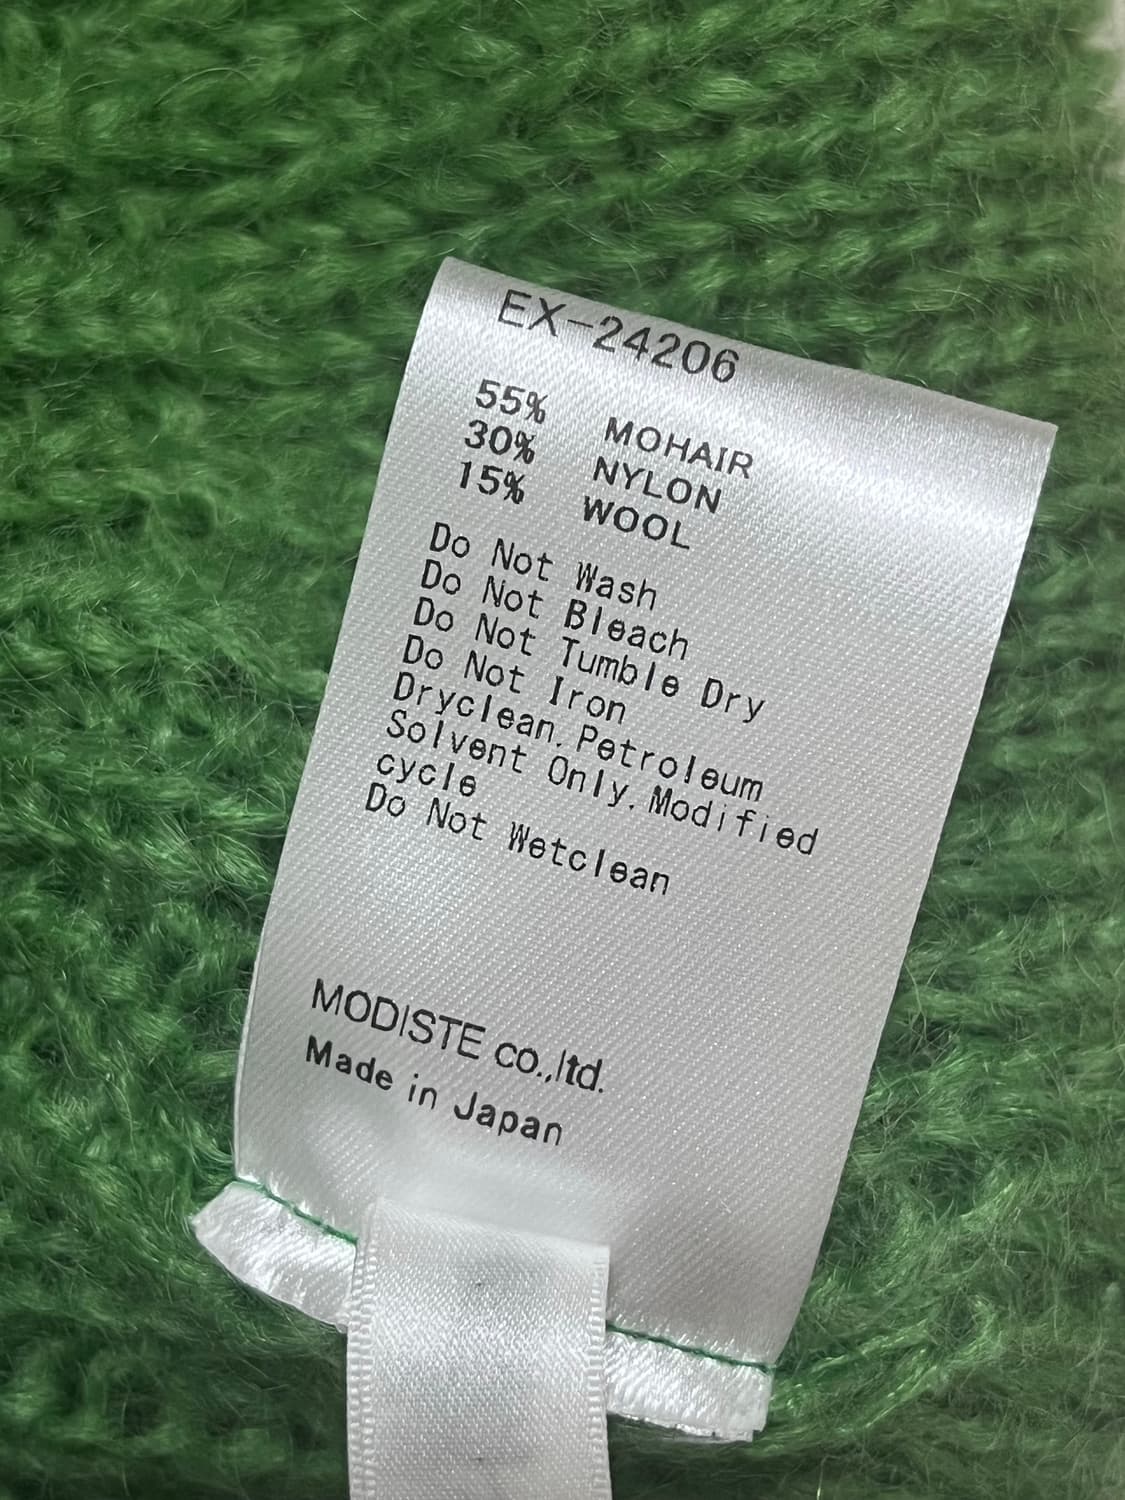 EX-24206
55% MOHAIR
30% NYLON
15% WOOL
Do Not Wash
Do Not Bleach
Do Not Tumble Dry
Do Not Iron
Dryclean. Petroleum
Solvent Only. Modified
cycle
Do Not Wetclean
MODISTE co.,ltd.
Made in Japan